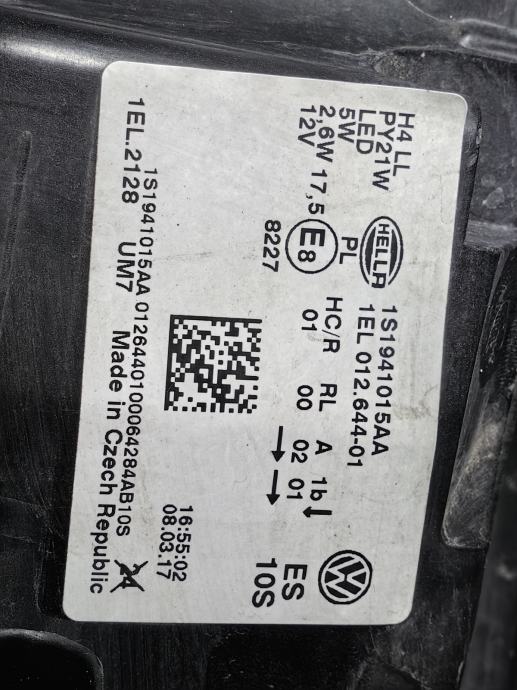 H4 LL
PY21W
LED
5W
2,6W 17,5
12V
HELLA
PL
E8
8227
1S1941015AA
1EL 012.644-01
HC/R RL A 1b
01 00 02 01
ES
10S
16:55:02
08.03.17
1S1941015AA 0126440100064284AB10S
1EL.2128 UM7 Made in Czech Republic